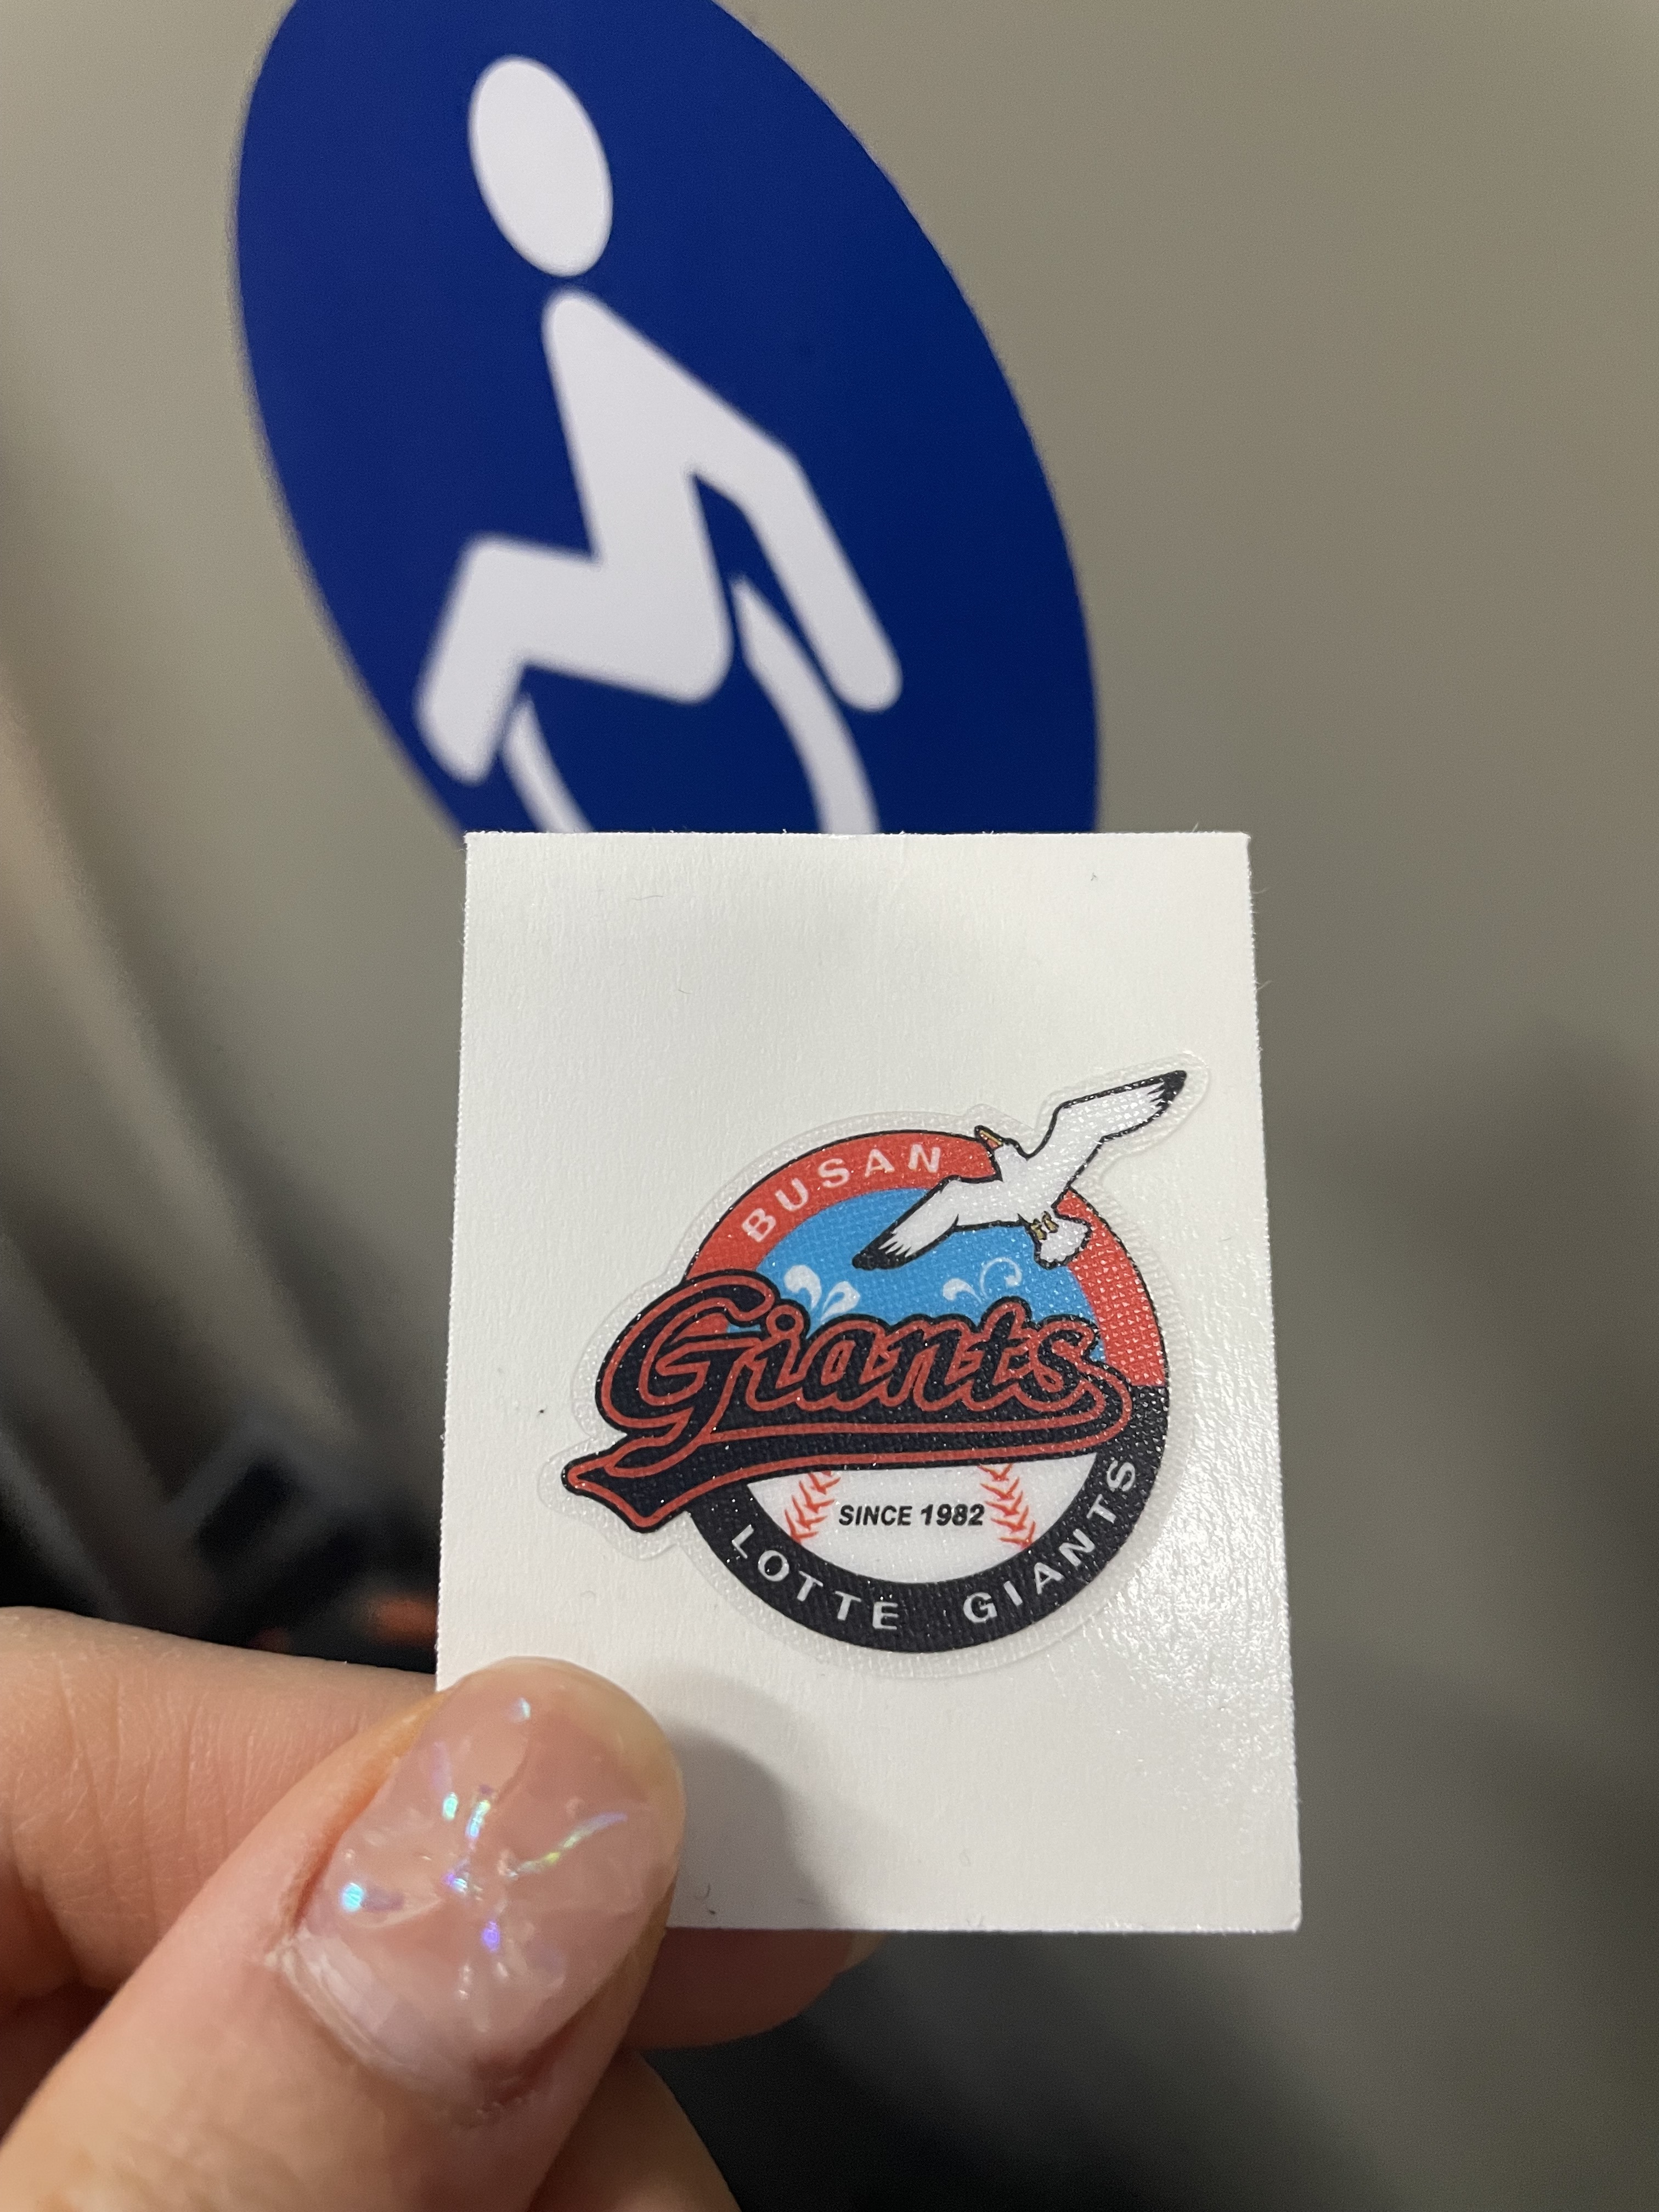 BUSAN
Giants
SINCE 1982
LOTTE GIANTS